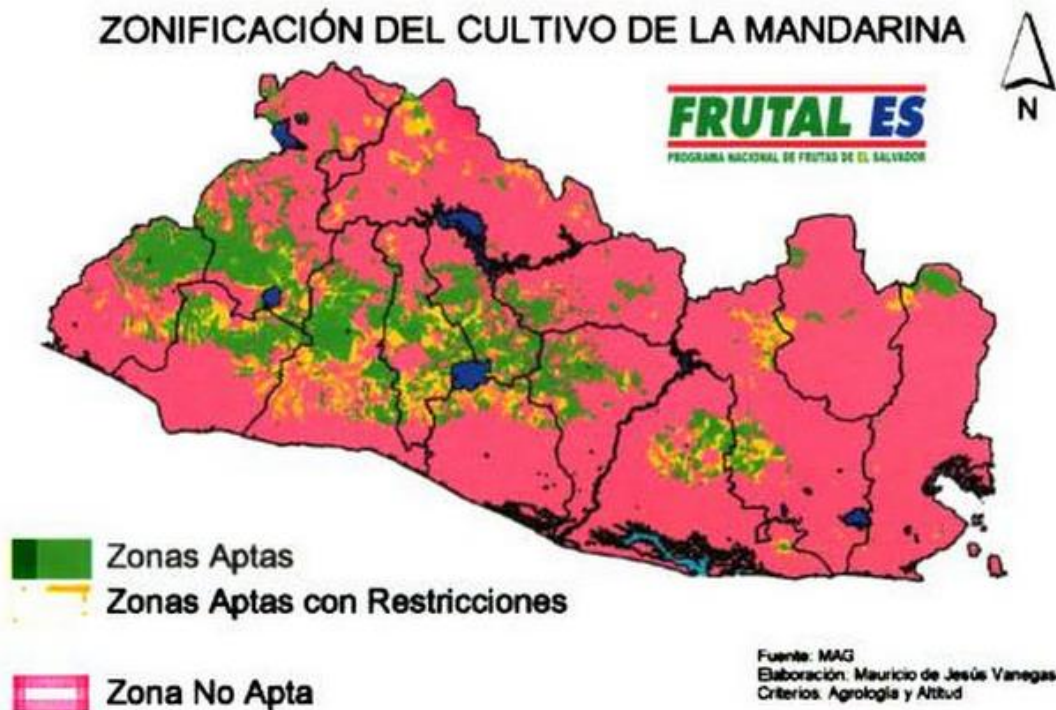 ZONIFICACIÓN DEL CULTIVO DE LA MANDARINA
N
FRUTAL ES
PROGRAMA NACIONAL DE FRUTAS DE EL SALVADOR
Zonas Aptas
Zonas Aptas con Restricciones
Zona No Apta
Fuente: MAG
Elaboración: Mauricio de Jesús Vanegas
Criterios: Agrología y Altitud